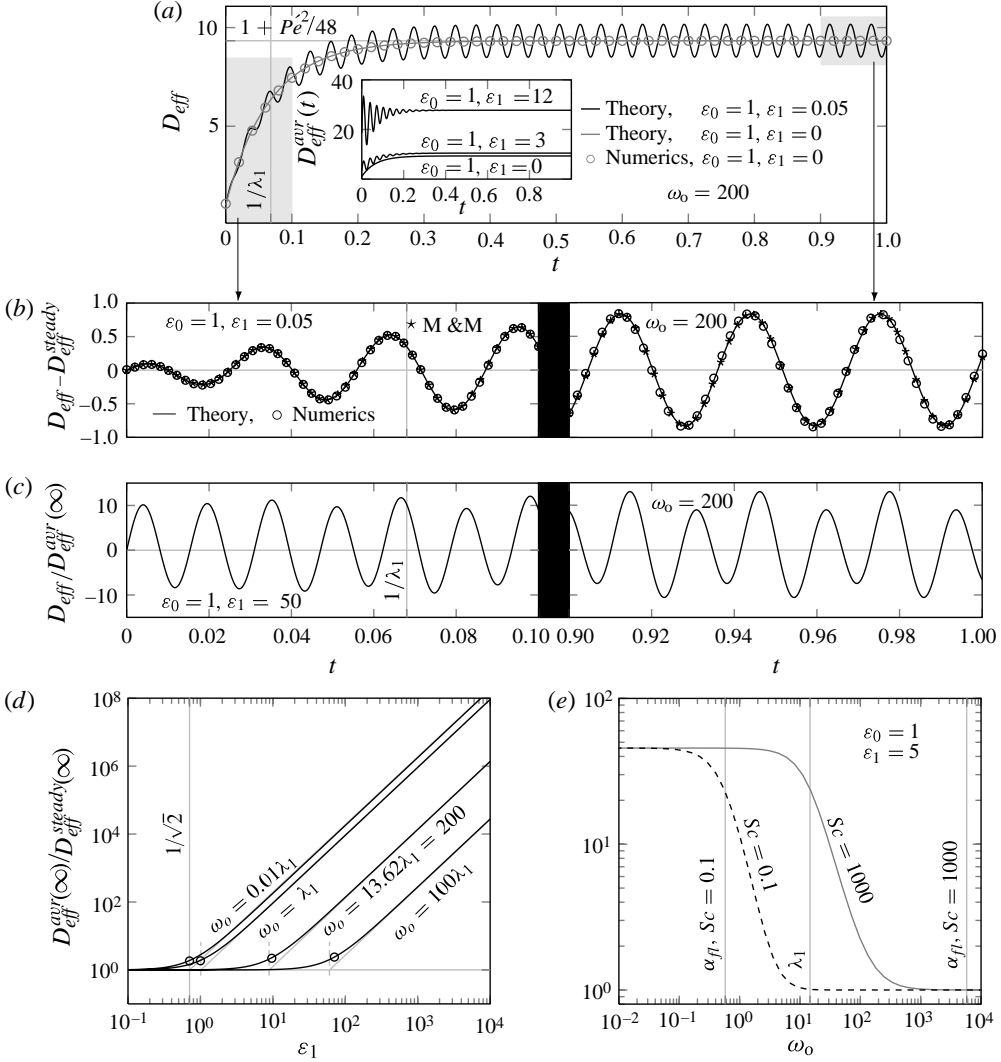 (a)
10
5
D_eff
1 + Pé²/48
1/λ₁
40
20
0
D_eff^avr(t)
ε₀ = 1, ε₁ = 12
ε₀ = 1, ε₁ = 3
ε₀ = 1, ε₁ = 0
0 0.2 0.4 0.6 0.8
t
Theory, ε₀ = 1, ε₁ = 0.05
Theory, ε₀ = 1, ε₁ = 0
Numerics, ε₀ = 1, ε₁ = 0
ω₀ = 200
0 0.1 0.2 0.3 0.4 0.5 0.6 0.7 0.8 0.9 1.0
t
(b)
1.0
0.5
0
−0.5
−1.0
D_eff − D_eff^steady
ε₀ = 1, ε₁ = 0.05
⋆ M &M
ω₀ = 200
Theory, Numerics
(c)
10
0
−10
D_eff/D_eff^avr(∞)
ω₀ = 200
ε₀ = 1, ε₁ = 50
1/λ₁
0 0.02 0.04 0.06 0.08 0.10 0.90 0.92 0.94 0.96 0.98 1.00
t t
(d)
10⁸
10⁶
10⁴
10²
10⁰
D_eff^avr(∞)/D_eff^steady(∞)
1/√2
ω₀ = 0.01λ₁
ω₀ = λ₁
ω₀ = 13.62λ₁ = 200
ω₀ = 100λ₁
10⁻¹ 10⁰ 10¹ 10² 10³ 10⁴
ε₁
(e)
10²
10¹
10⁰
ε₀ = 1
ε₁ = 5
Sc = 0.1
Sc = 1000
α_fl, Sc = 0.1
λ₁
α_fl, Sc = 1000
10⁻² 10⁻¹ 10⁰ 10¹ 10² 10³ 10⁴
ω₀